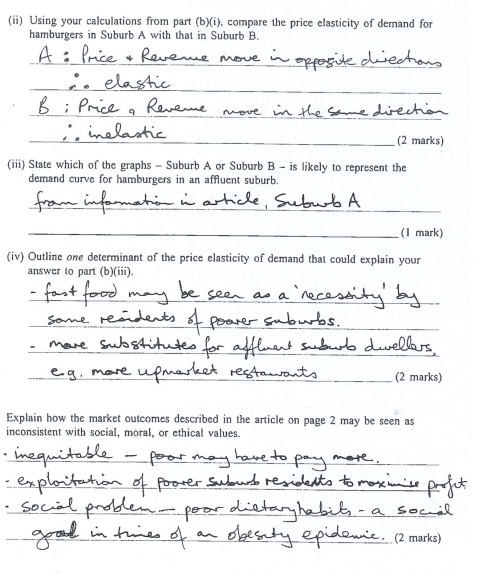 (ii) Using your calculations from part (b)(i), compare the price elasticity of demand for
hamburgers in Suburb A with that in Suburb B.
A : Price + Revenue move in opposite directions
∴ elastic
B : Price, Revenue move in the same direction
∴ inelastic
(2 marks)
(iii) State which of the graphs – Suburb A or Suburb B – is likely to represent the
demand curve for hamburgers in an affluent suburb.
from information in article, Suburb A
(1 mark)
(iv) Outline one determinant of the price elasticity of demand that could explain your
answer to part (b)(iii).
- fast food may be seen as a 'necessity' by
some residents of poorer suburbs.
- more substitutes for affluent suburb dwellers,
e.g. more upmarket restaurants (2 marks)
Explain how the market outcomes described in the article on page 2 may be seen as
inconsistent with social, moral, or ethical values.
· inequitable – poor may have to pay more.
- exploitation of poorer suburb residents to maximise profit
· social problem – poor dietary habits - a social
good in times of an obesity epidemic. (2 marks)